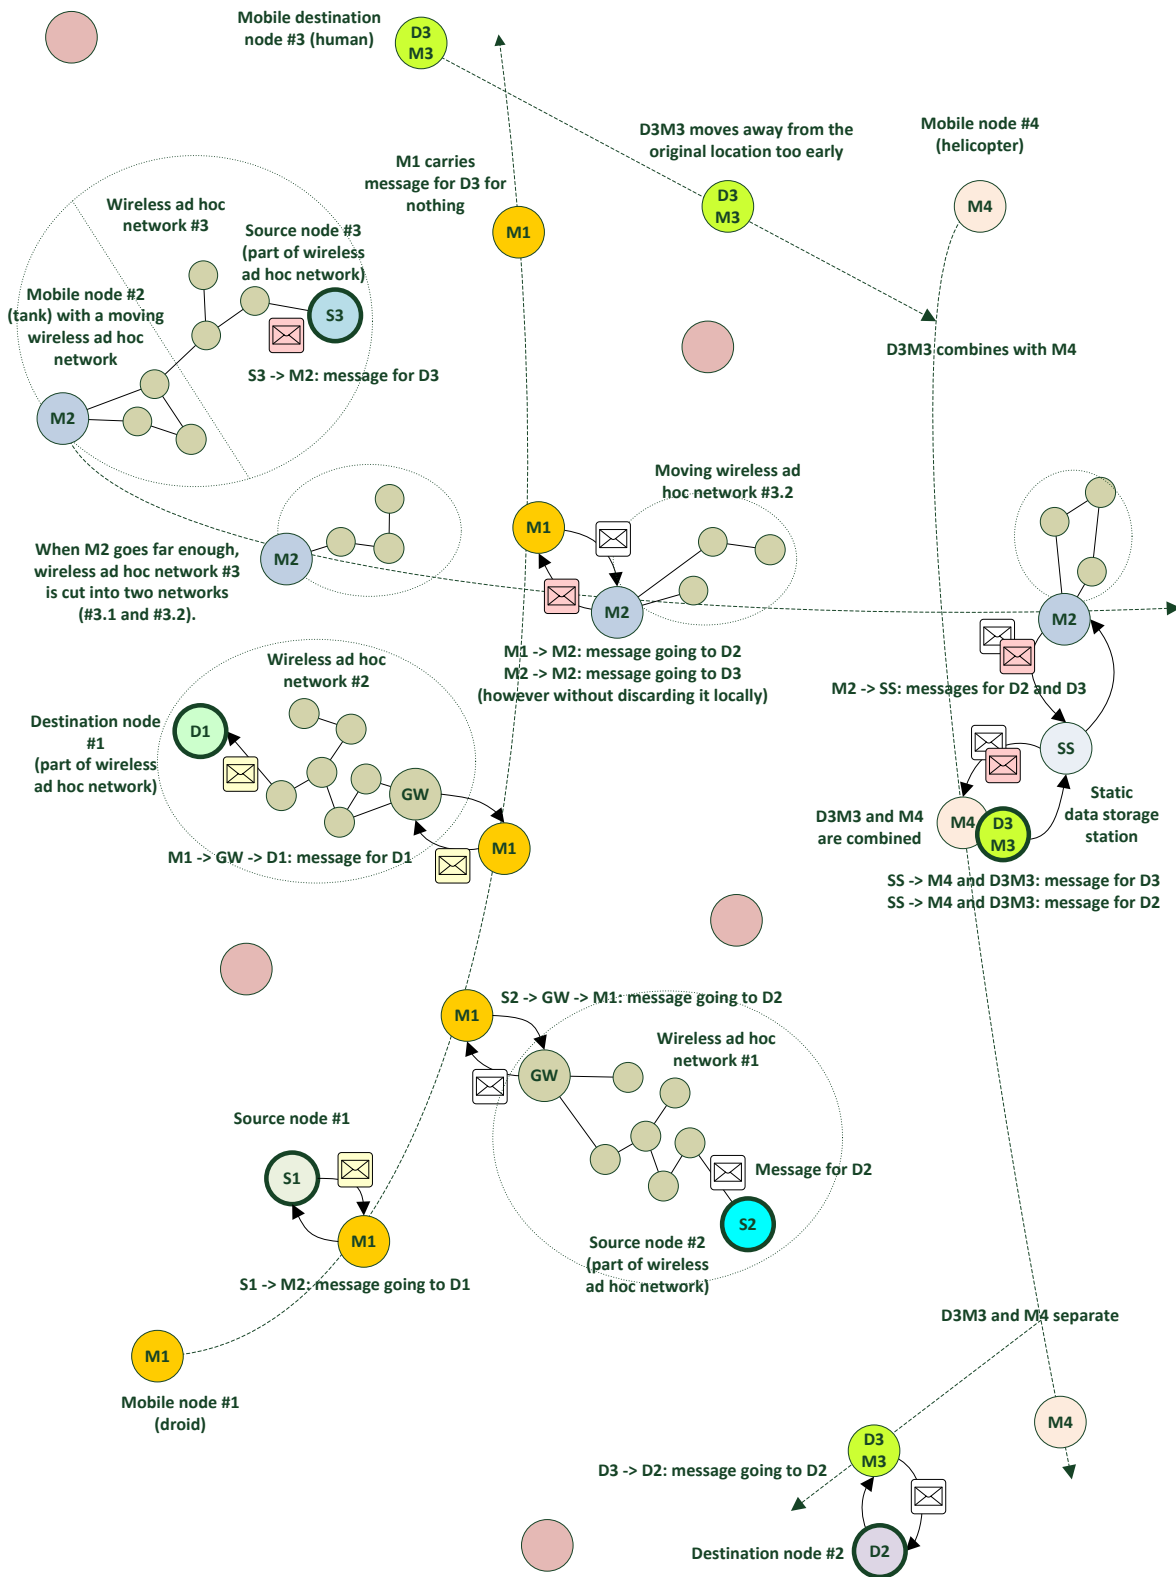 Mobile destination
node #3 (human)
D3
M3
D3M3 moves away from the
original location too early
Mobile node #4
(helicopter)
M1 carries
message for D3 for
nothing
D3
M3
M4
M1
Wireless ad hoc
network #3
Source node #3
(part of wireless
ad hoc network)
Mobile node #2
(tank) with a moving
wireless ad hoc
network
S3
D3M3 combines with M4
S3 -> M2: message for D3
M2
Moving wireless ad
hoc network #3.2
M1
When M2 goes far enough,
wireless ad hoc network #3
is cut into two networks
(#3.1 and #3.2).
M2
M2
M2
M1 -> M2: message going to D2
M2 -> M2: message going to D3
(however without discarding it locally)
M2 -> SS: messages for D2 and D3
Wireless ad hoc
network #2
Destination node
#1
(part of wireless
ad hoc network)
D1
SS
GW
Static
data storage
station
D3M3 and M4
are combined
M4
D3
M3
M1 -> GW -> D1: message for D1
M1
SS -> M4 and D3M3: message for D3
SS -> M4 and D3M3: message for D2
S2 -> GW -> M1: message going to D2
M1
Wireless ad hoc
network #1
GW
Source node #1
S1
Message for D2
S2
M1
Source node #2
(part of wireless
ad hoc network)
S1 -> M2: message going to D1
D3M3 and M4 separate
M1
Mobile node #1
(droid)
M4
D3
M3
D3 -> D2: message going to D2
Destination node #2
D2